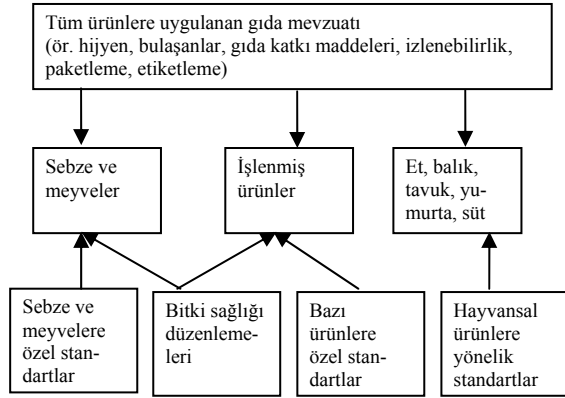 Tüm ürünlere uygulanan gıda mevzuatı
(ör. hijyen, bulaşanlar, gıda katkı maddeleri, izlenebilirlik,
paketleme, etiketleme)
Sebze ve
meyveler
İşlenmiş
ürünler
Et, balık,
tavuk, yu-
murta, süt
Sebze ve
meyvelere
özel stan-
dartlar
Bitki sağlığı
düzenleme-
leri
Bazı
ürünlere
özel stan-
dartlar
Hayvansal
ürünlere
yönelik
standartlar